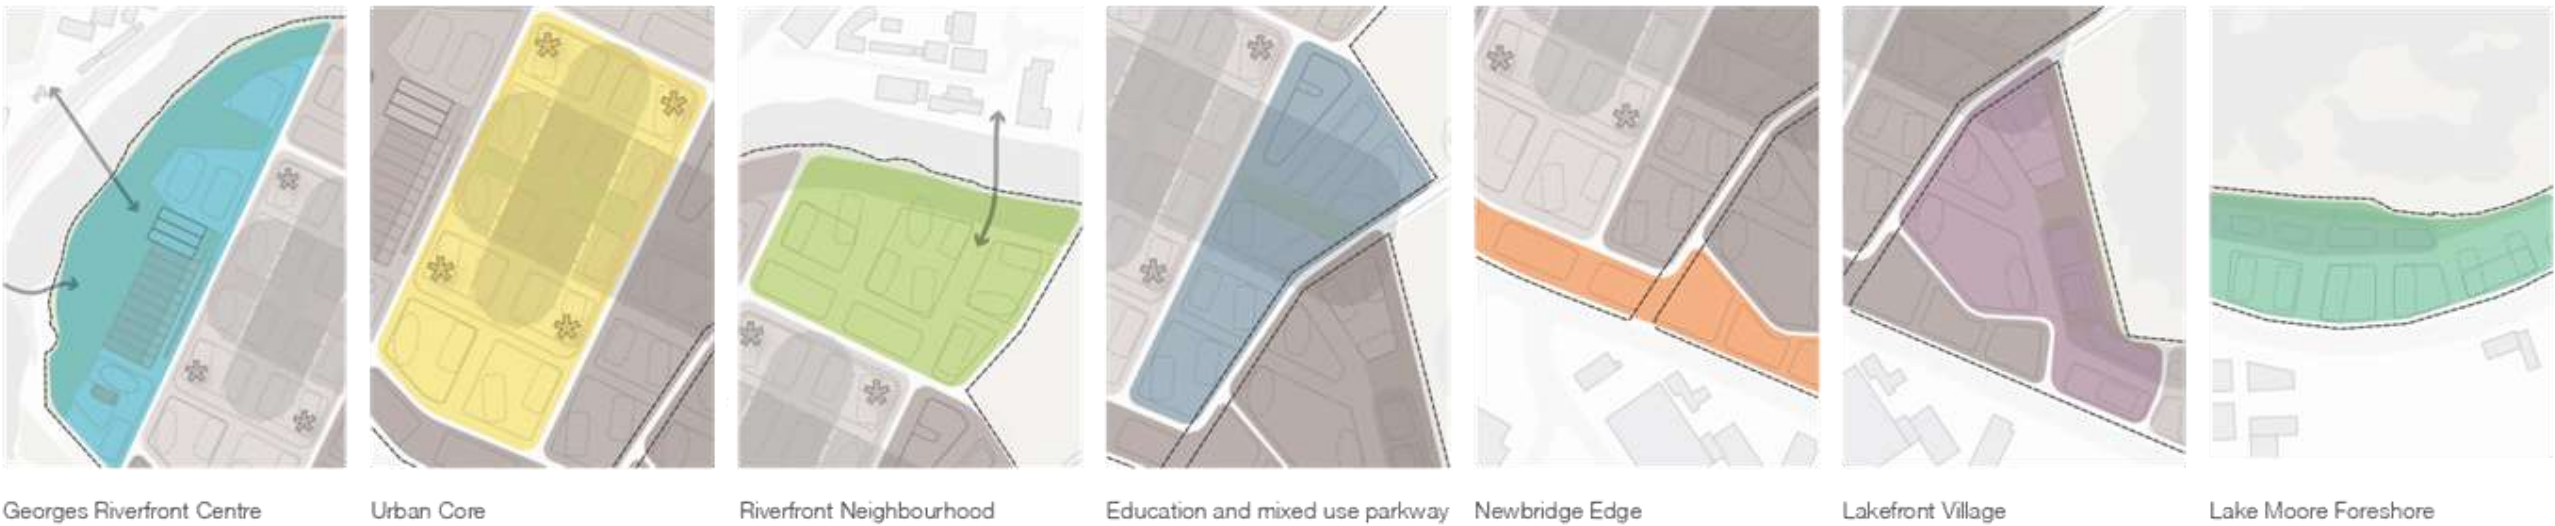 Georges Riverfront Centre
Urban Core
Riverfront Neighbourhood
Education and mixed use parkway
Newbridge Edge
Lakefront Village
Lake Moore Foreshore